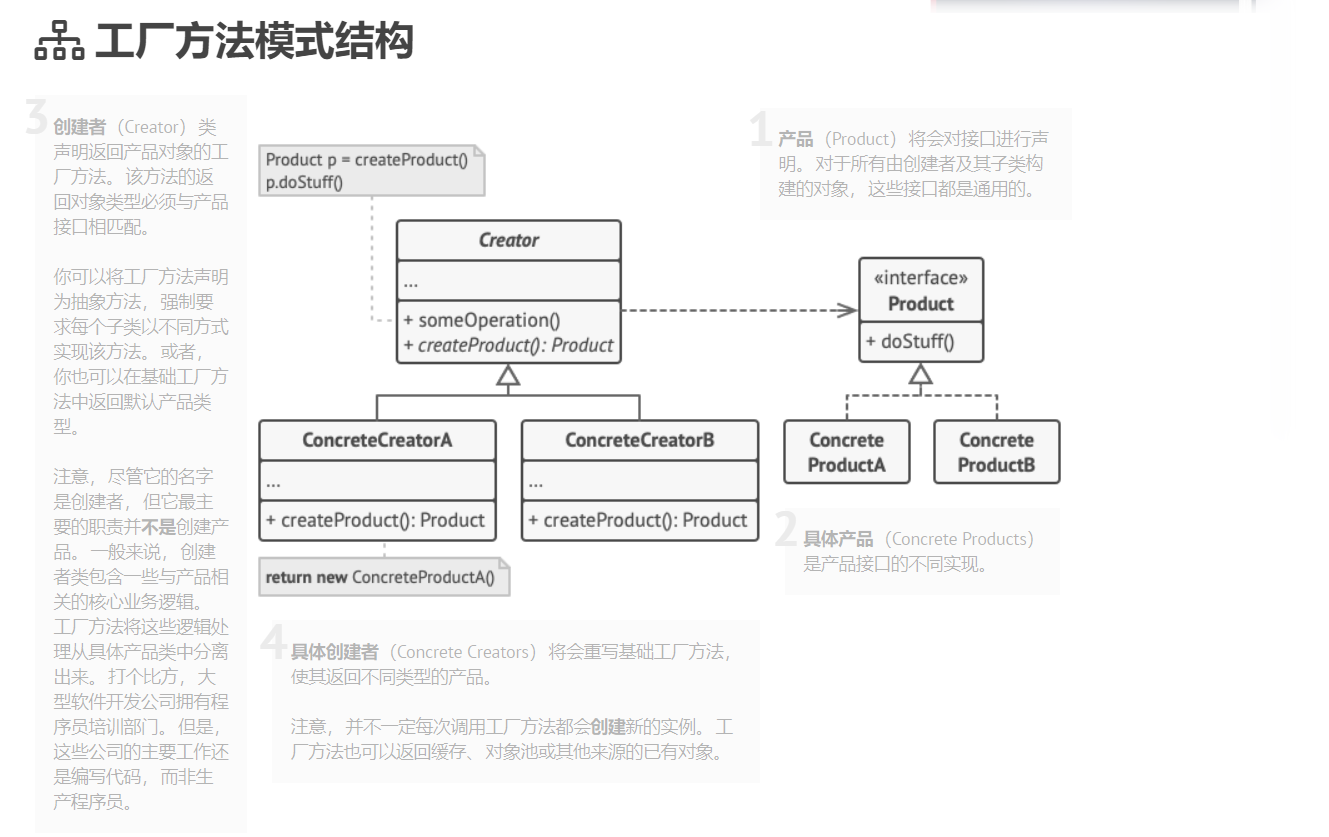 工厂方法模式结构
3
创建者（Creator）类
声明返回产品对象的工
厂方法。该方法的返
回对象类型必须与产品
接口相匹配。
你可以将工厂方法声明
为抽象方法，强制要
求每个子类以不同方式
实现该方法。或者，
你也可以在基础工厂方
法中返回默认产品类
型。
注意，尽管它的名字
是创建者，但它最主
要的职责并不是创建产
品。一般来说，创建
者类包含一些与产品相
关的核心业务逻辑。
工厂方法将这些逻辑处
理从具体产品类中分离
出来。打个比方，大
型软件开发公司拥有程
序员培训部门。但是，
这些公司的主要工作还
是编写代码，而非生
产程序员。
Product p = createProduct()
p.doStuff()
Creator
...
+ someOperation()
+ createProduct(): Product
ConcreteCreatorA
...
+ createProduct(): Product
return new ConcreteProductA()
ConcreteCreatorB
...
+ createProduct(): Product
1
产品（Product）将会对接口进行声
明。对于所有由创建者及其子类构
建的对象，这些接口都是通用的。
«interface»
Product
+ doStuff()
Concrete
ProductA
Concrete
ProductB
2
具体产品（Concrete Products）
是产品接口的不同实现。
4
具体创建者（Concrete Creators）将会重写基础工厂方法，
使其返回不同类型的产品。
注意，并不一定每次调用工厂方法都会创建新的实例。工
厂方法也可以返回缓存、对象池或其他来源的已有对象。